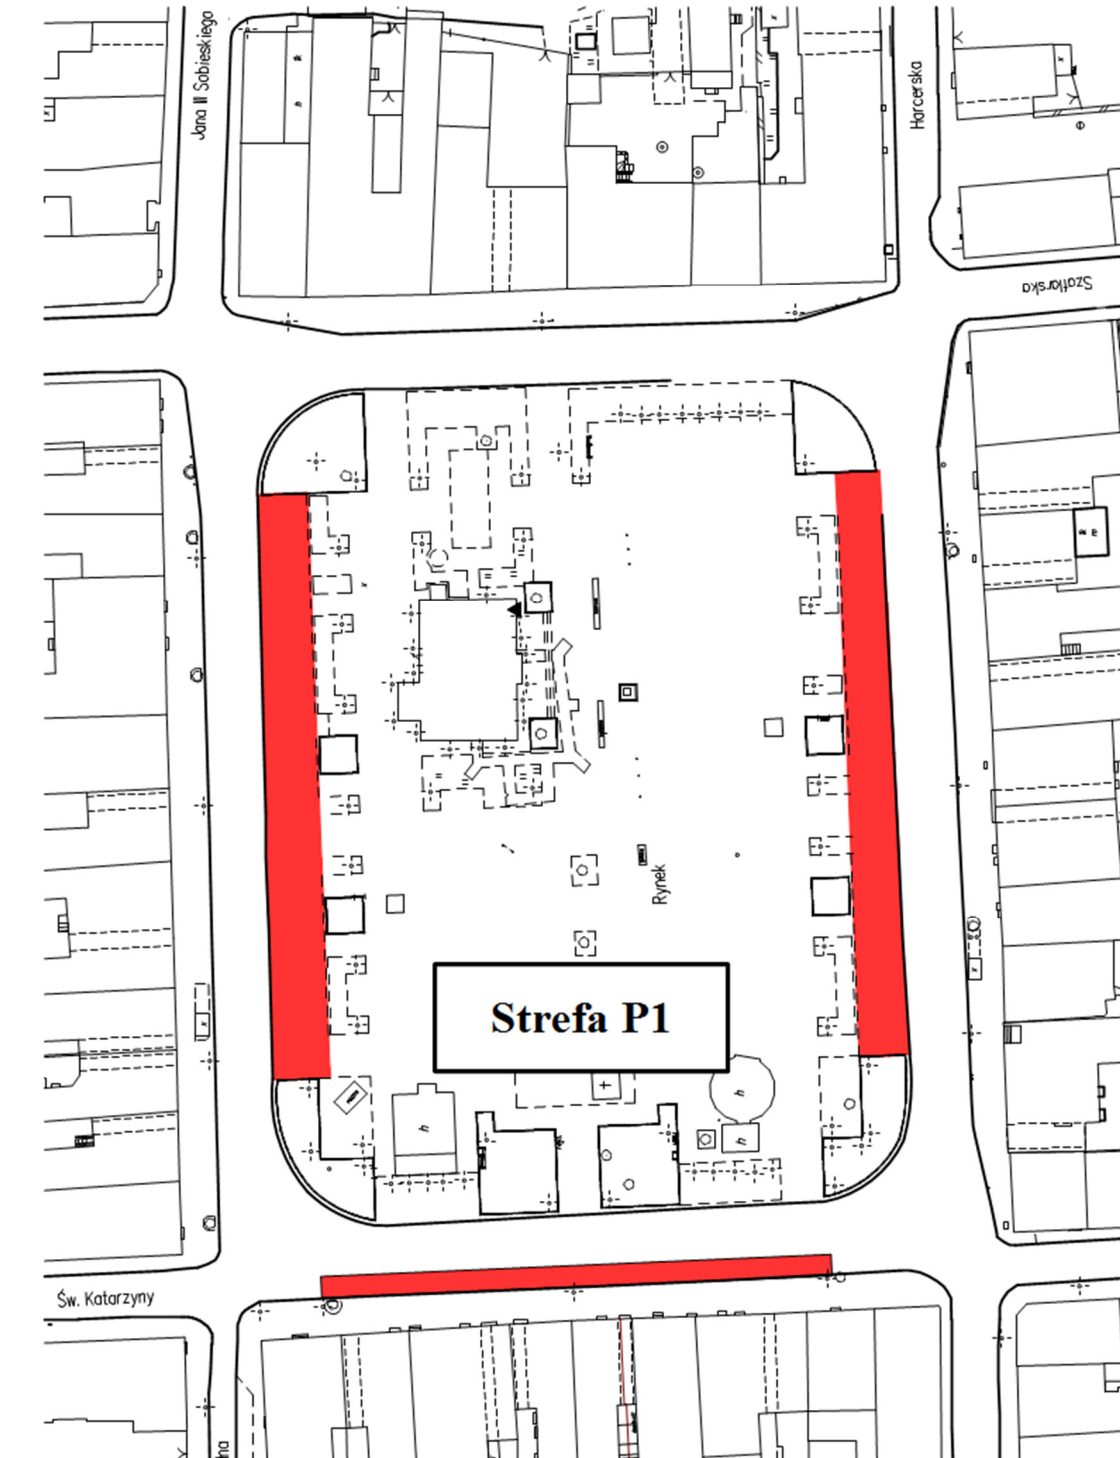 Jana III Sobieskiego
Harcerska
Szaflarska
Rynek
Strefa P1
h
h
h
h
Św. Katarzyny